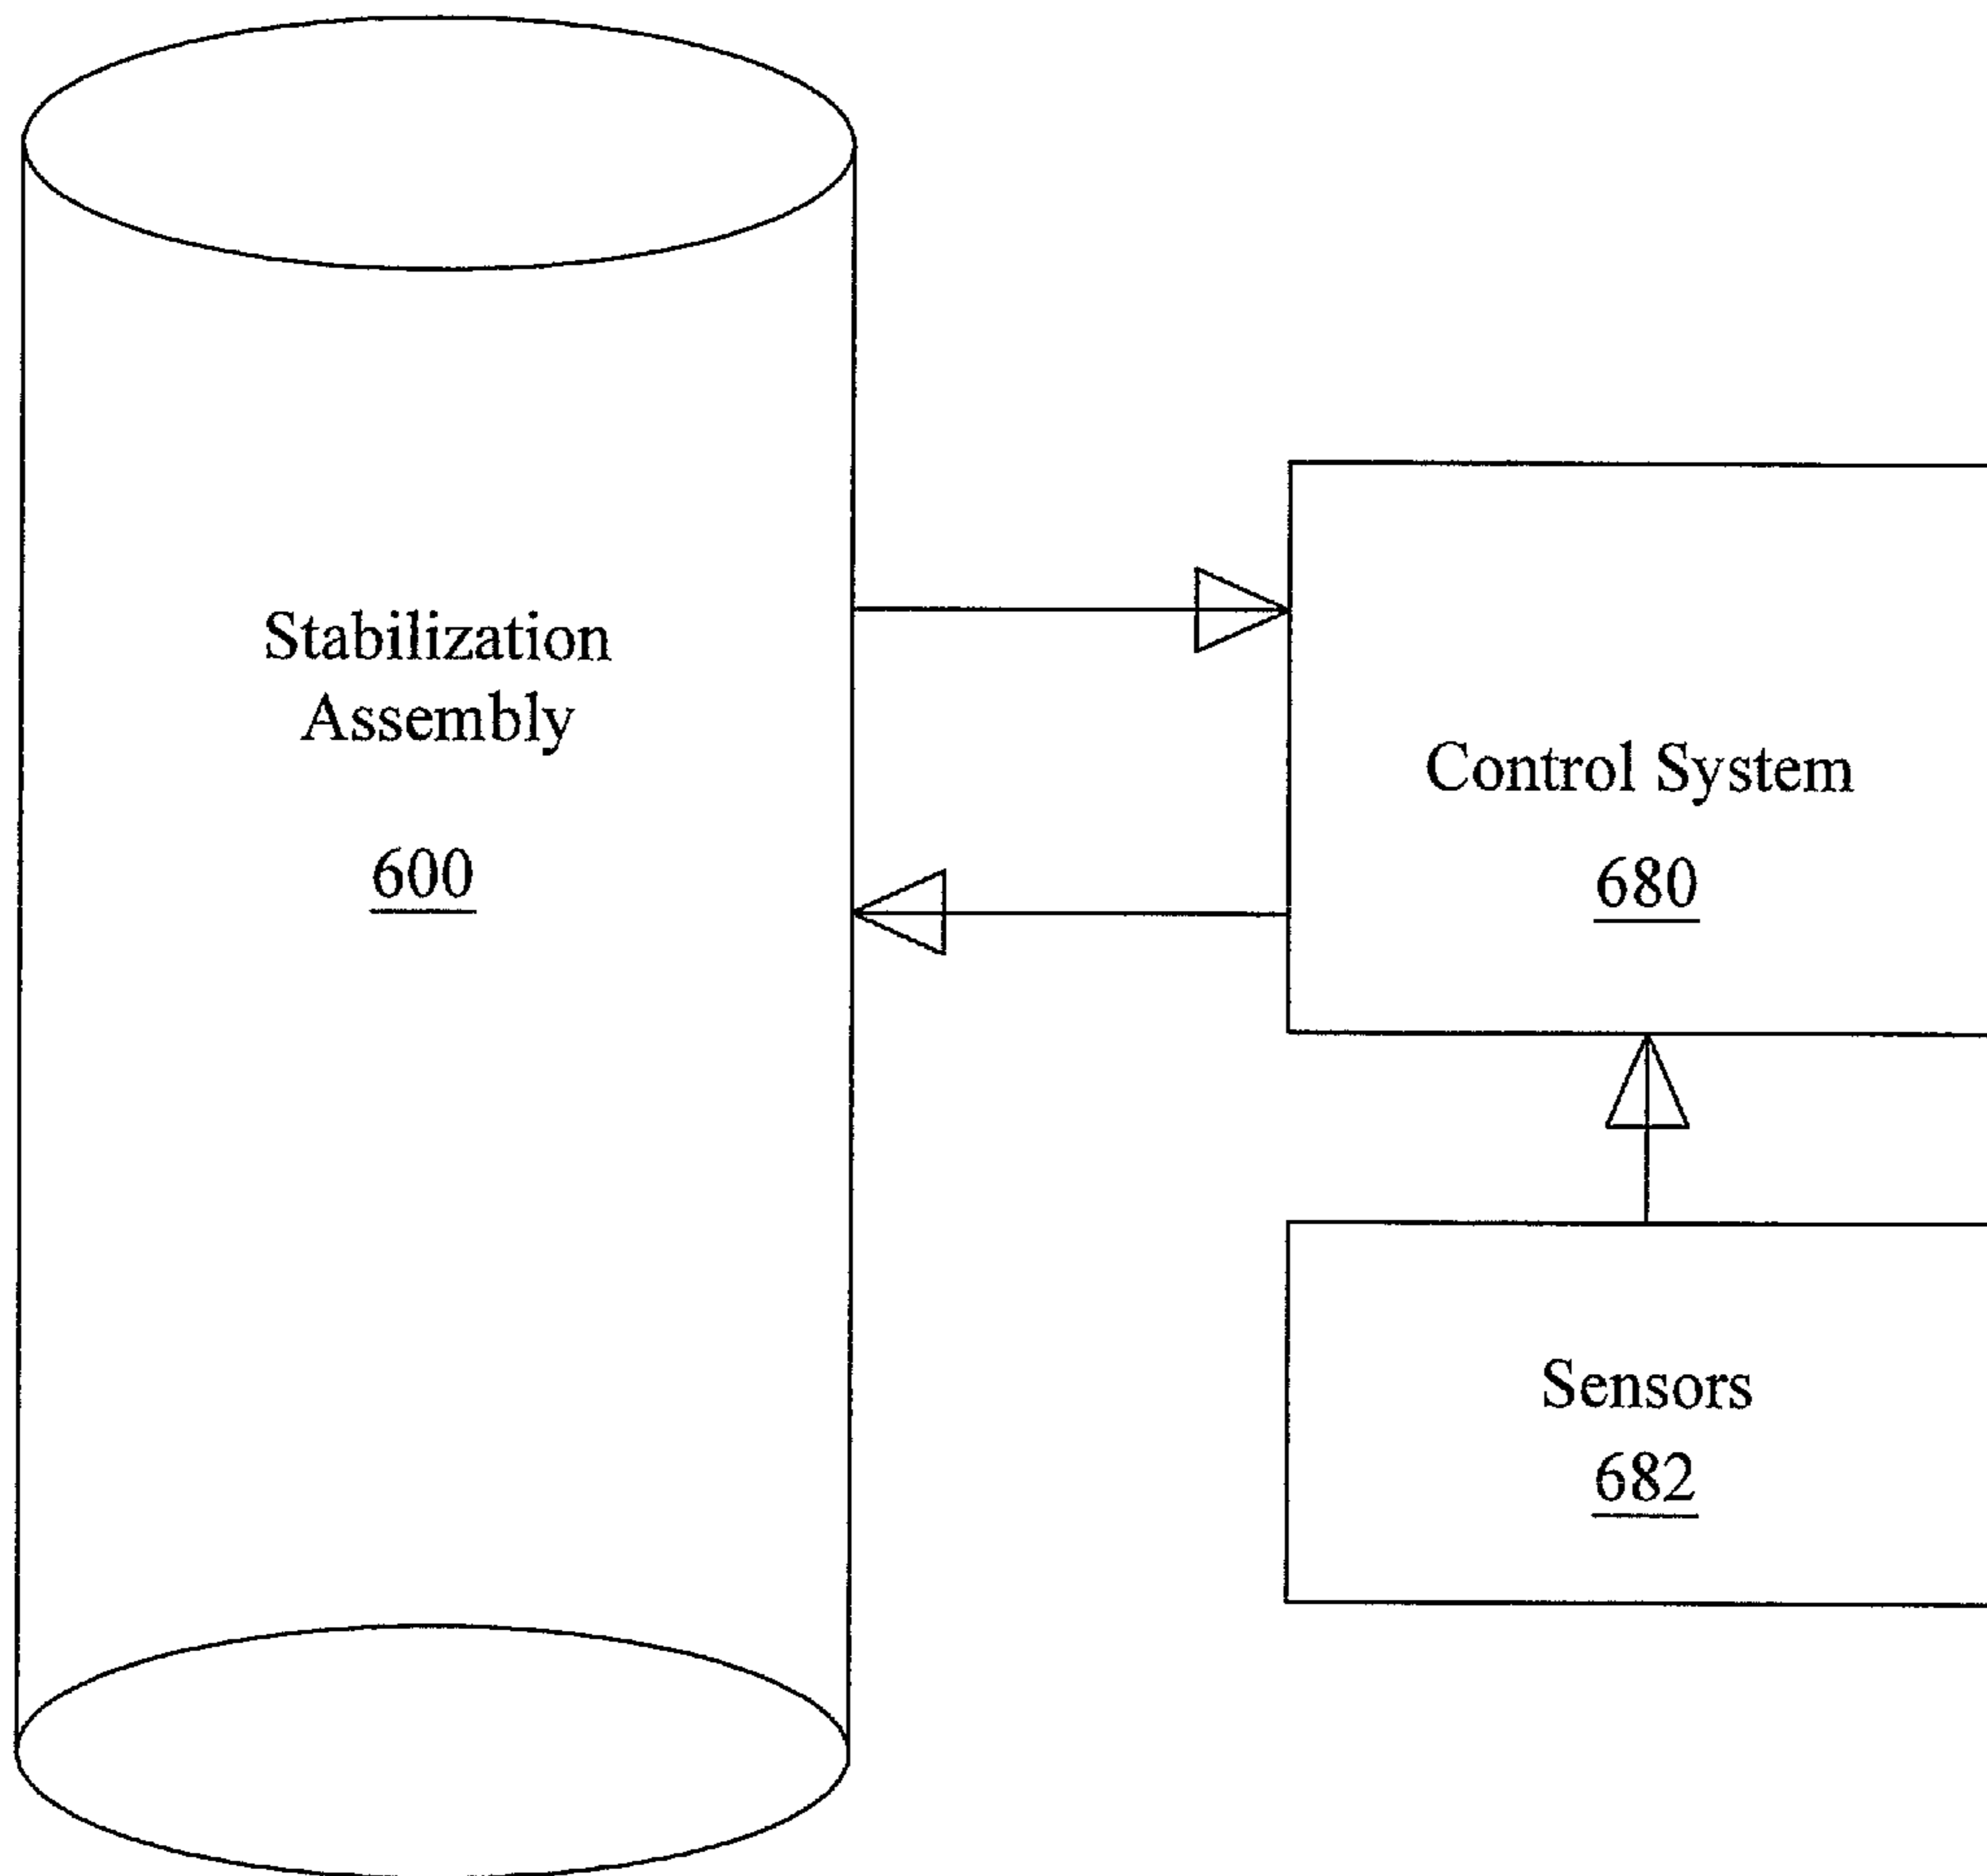 Stabilization
Assembly
600
Control System
680
Sensors
682